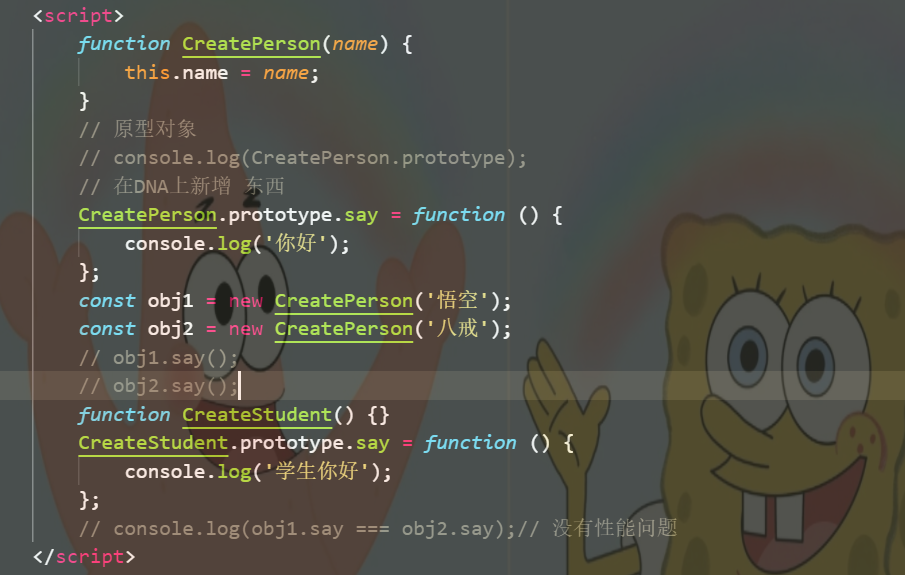 <script>
function CreatePerson(name) {
this.name = name;
}
// 原型对象
// console.log(CreatePerson.prototype);
// 在DNA上新增 东西
CreatePerson.prototype.say = function () {
console.log('你好');
};
const obj1 = new CreatePerson('悟空');
const obj2 = new CreatePerson('八戒');
// obj1.say();
// obj2.say();
function CreateStudent() {}
CreateStudent.prototype.say = function () {
console.log('学生你好');
};
// console.log(obj1.say === obj2.say);// 没有性能问题
</script>